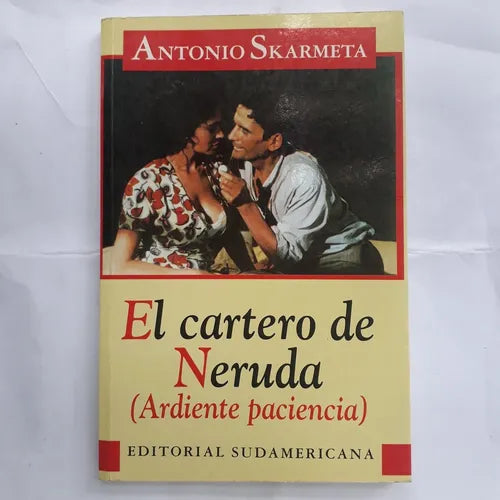 ANTONIO SKARMETA
El cartero de
Neruda
(Ardiente paciencia)
EDITORIAL SUDAMERICANA